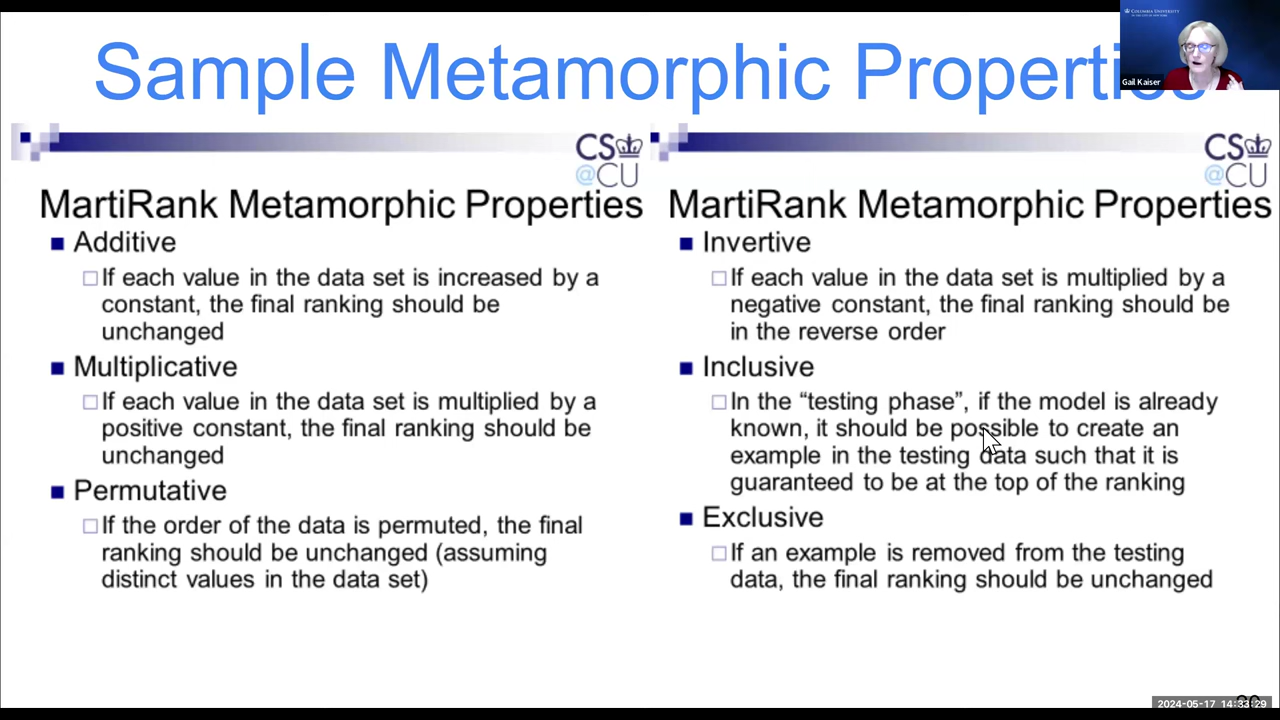 Sample Metamorphic Properties
COLUMBIA UNIVERSITY
Gail Kaiser
CS
@CU
MartiRank Metamorphic Properties
Additive
If each value in the data set is increased by a
constant, the final ranking should be
unchanged
Multiplicative
If each value in the data set is multiplied by a
positive constant, the final ranking should be
unchanged
Permutative
If the order of the data is permuted, the final
ranking should be unchanged (assuming
distinct values in the data set)
CS
@CU
MartiRank Metamorphic Properties
Invertive
If each value in the data set is multiplied by a
negative constant, the final ranking should be
in the reverse order
Inclusive
In the “testing phase”, if the model is already
known, it should be possible to create an
example in the testing data such that it is
guaranteed to be at the top of the ranking
Exclusive
If an example is removed from the testing
data, the final ranking should be unchanged
2024-05-17 14:33:29